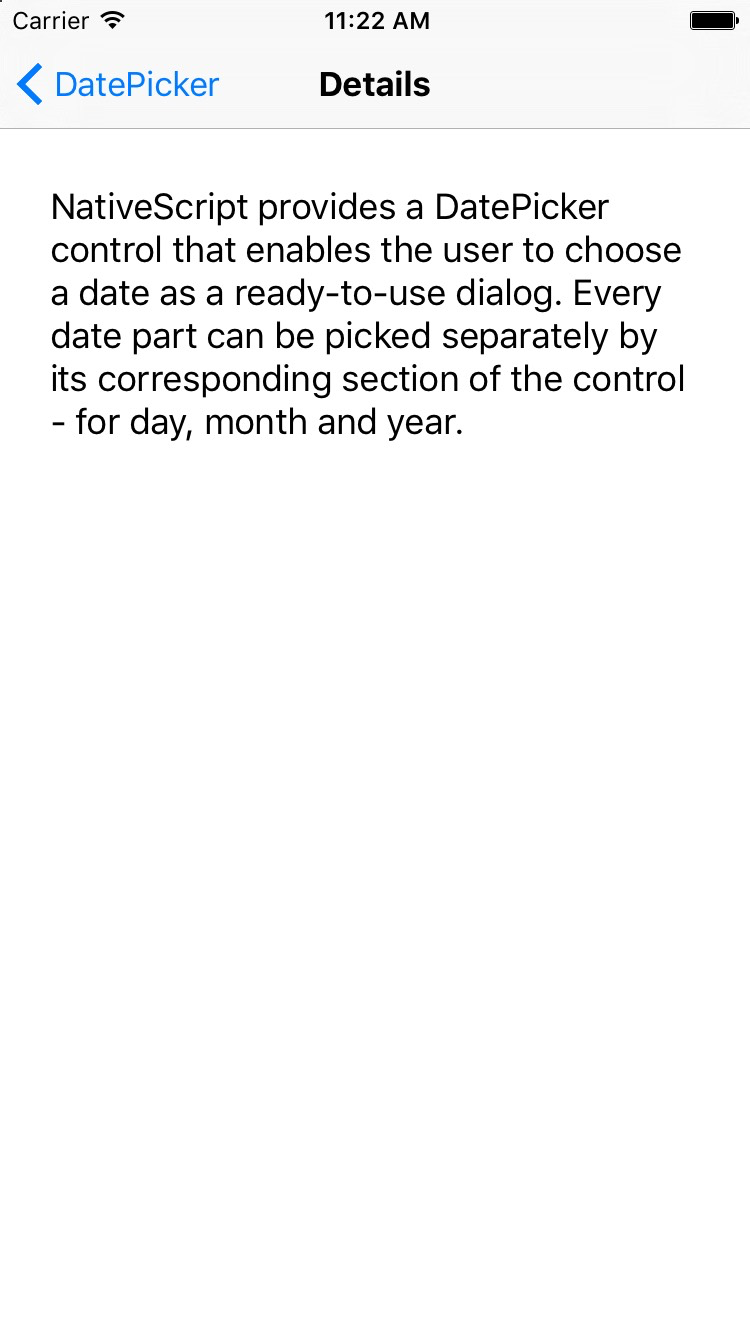 Carrier 11:22 AM
DatePicker Details
NativeScript provides a DatePicker
control that enables the user to choose
a date as a ready-to-use dialog. Every
date part can be picked separately by
its corresponding section of the control
- for day, month and year.